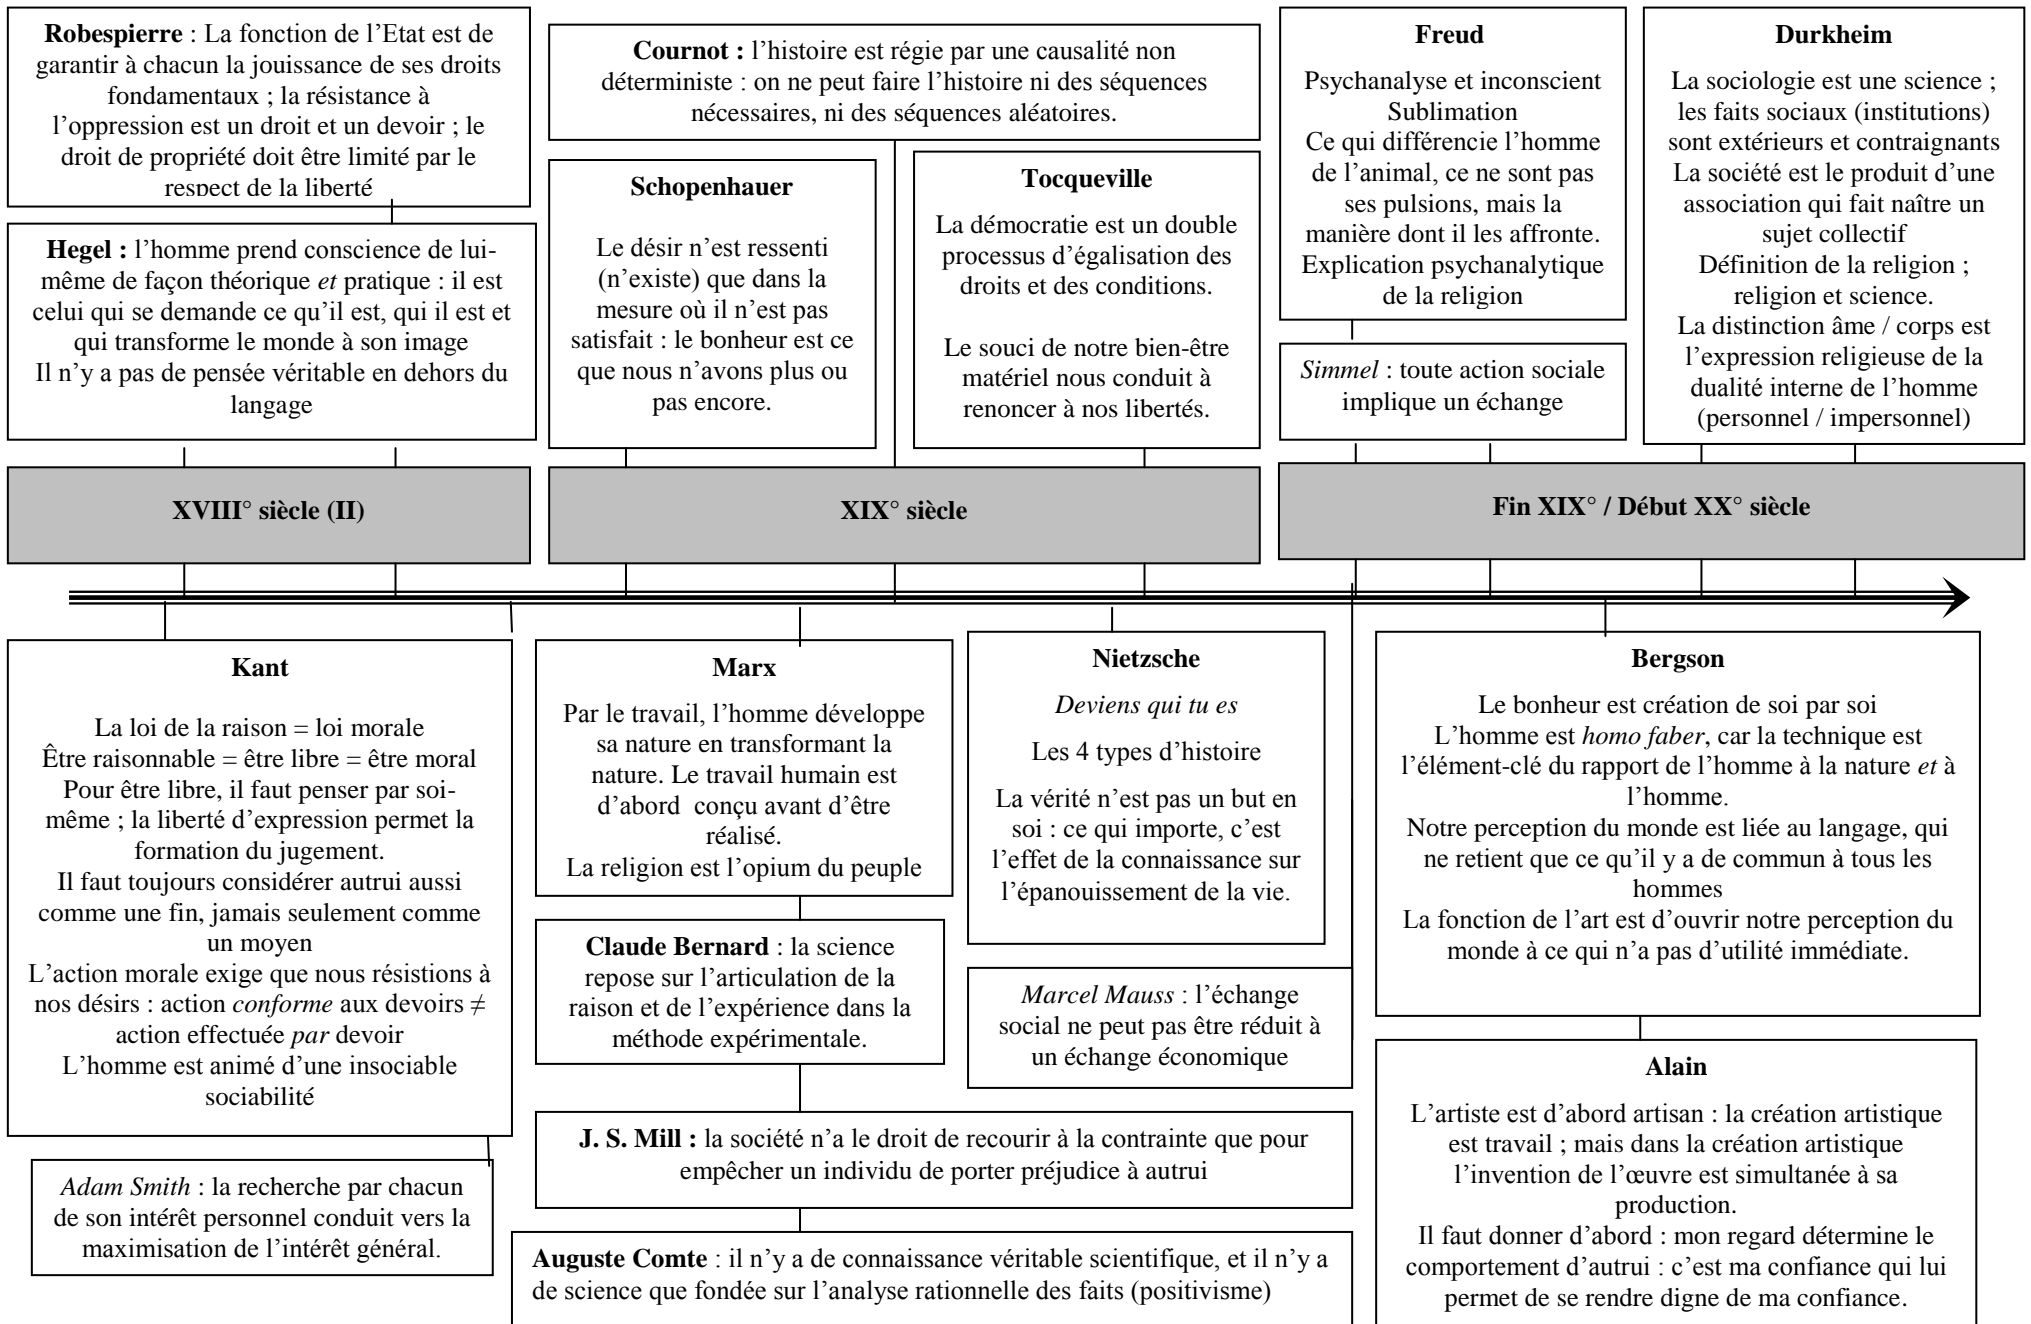 Robespierre : La fonction de l’Etat est de
garantir à chacun la jouissance de ses droits
fondamentaux ; la résistance à
l’oppression est un droit et un devoir ; le
droit de propriété doit être limité par le
respect de la liberté
Hegel : l’homme prend conscience de lui-
même de façon théorique et pratique : il est
celui qui se demande ce qu’il est, qui il est et
qui transforme le monde à son image
Il n’y a pas de pensée véritable en dehors du
langage
Cournot : l’histoire est régie par une causalité non
déterministe : on ne peut faire l’histoire ni des séquences
nécessaires, ni des séquences aléatoires.
Schopenhauer
Le désir n’est ressenti
(n’existe) que dans la
mesure où il n’est pas
satisfait : le bonheur est ce
que nous n’avons plus ou
pas encore.
Tocqueville
La démocratie est un double
processus d’égalisation des
droits et des conditions.
Le souci de notre bien-être
matériel nous conduit à
renoncer à nos libertés.
Freud
Psychanalyse et inconscient
Sublimation
Ce qui différencie l’homme
de l’animal, ce ne sont pas
ses pulsions, mais la
manière dont il les affronte.
Explication psychanalytique
de la religion
Simmel : toute action sociale
implique un échange
Durkheim
La sociologie est une science ;
les faits sociaux (institutions)
sont extérieurs et contraignants
La société est le produit d’une
association qui fait naître un
sujet collectif
Définition de la religion ;
religion et science.
La distinction âme / corps est
l’expression religieuse de la
dualité interne de l’homme
(personnel / impersonnel)
XVIII° siècle (II)
XIX° siècle
Fin XIX° / Début XX° siècle
Kant
La loi de la raison = loi morale
Être raisonnable = être libre = être moral
Pour être libre, il faut penser par soi-
même ; la liberté d’expression permet la
formation du jugement.
Il faut toujours considérer autrui aussi
comme une fin, jamais seulement comme
un moyen
L’action morale exige que nous résistions à
nos désirs : action conforme aux devoirs ≠
action effectuée par devoir
L’homme est animé d’une insociable
sociabilité
Adam Smith : la recherche par chacun
de son intérêt personnel conduit vers la
maximisation de l’intérêt général.
Marx
Par le travail, l’homme développe
sa nature en transformant la
nature. Le travail humain est
d’abord conçu avant d’être
réalisé.
La religion est l’opium du peuple
Claude Bernard : la science
repose sur l’articulation de la
raison et de l’expérience dans la
méthode expérimentale.
Nietzsche
Deviens qui tu es
Les 4 types d’histoire
La vérité n’est pas un but en
soi : ce qui importe, c’est
l’effet de la connaissance sur
l’épanouissement de la vie.
Marcel Mauss : l’échange
social ne peut pas être réduit à
un échange économique
J. S. Mill : la société n’a le droit de recourir à la contrainte que pour
empêcher un individu de porter préjudice à autrui
Auguste Comte : il n’y a de connaissance véritable scientifique, et il n’y a
de science que fondée sur l’analyse rationnelle des faits (positivisme)
Bergson
Le bonheur est création de soi par soi
L’homme est homo faber, car la technique est
l’élément-clé du rapport de l’homme à la nature et à
l’homme.
Notre perception du monde est liée au langage, qui
ne retient que ce qu’il y a de commun à tous les
hommes
La fonction de l’art est d’ouvrir notre perception du
monde à ce qui n’a pas d’utilité immédiate.
Alain
L’artiste est d’abord artisan : la création artistique
est travail ; mais dans la création artistique
l’invention de l’œuvre est simultanée à sa
production.
Il faut donner d’abord : mon regard détermine le
comportement d’autrui : c’est ma confiance qui lui
permet de se rendre digne de ma confiance.